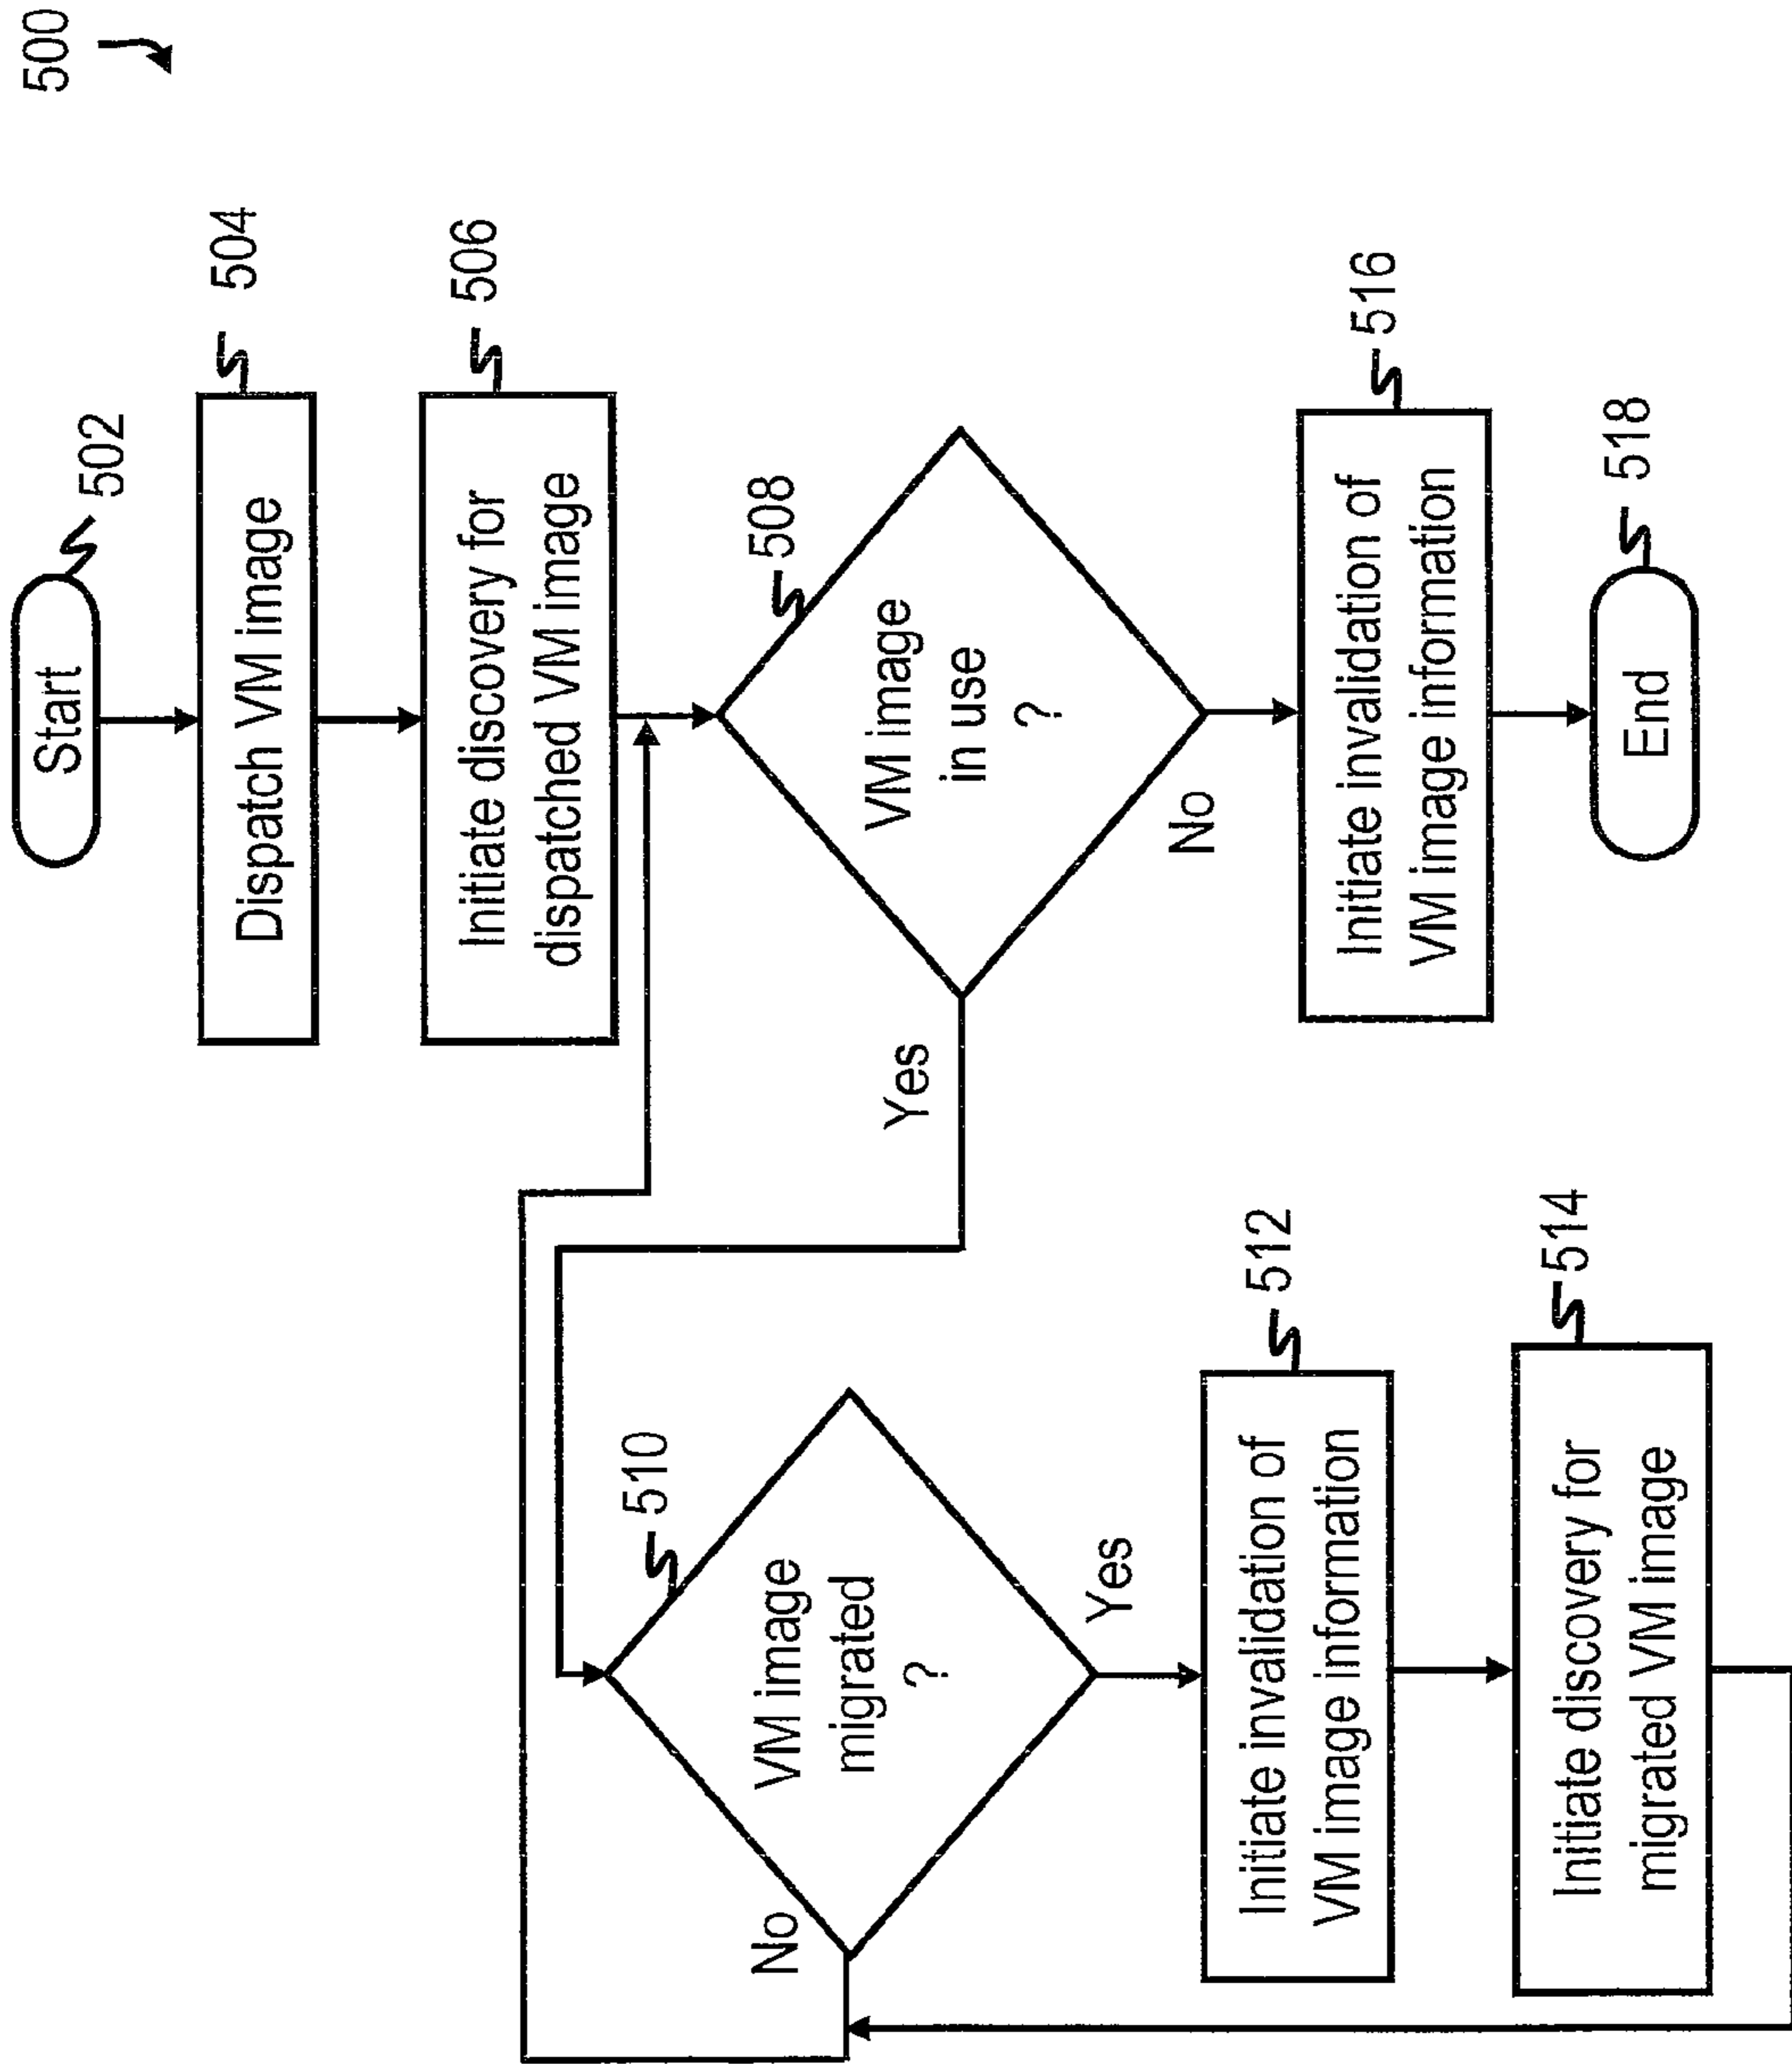 500
Start
502
Dispatch VM image
504
Initiate discovery for
dispatched VM image
506
VM image
in use
?
508
Yes
No
VM image
migrated
?
510
No
Yes
Initiate invalidation of
VM image information
512
Initiate discovery for
migrated VM image
514
Initiate invalidation of
VM image information
516
End
518